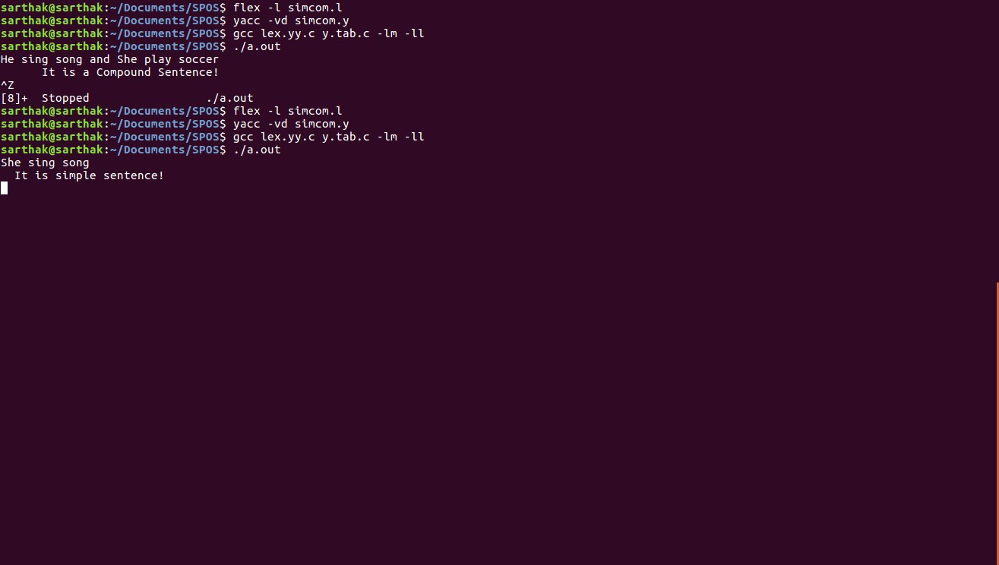 sarthak@sarthak:~/Documents/SPOS$ flex -l simcom.l
sarthak@sarthak:~/Documents/SPOS$ yacc -vd simcom.y
sarthak@sarthak:~/Documents/SPOS$ gcc lex.yy.c y.tab.c -lm -ll
sarthak@sarthak:~/Documents/SPOS$ ./a.out
He sing song and She play soccer
      It is a Compound Sentence!
^Z
[8]+  Stopped                 ./a.out
sarthak@sarthak:~/Documents/SPOS$ flex -l simcom.l
sarthak@sarthak:~/Documents/SPOS$ yacc -vd simcom.y
sarthak@sarthak:~/Documents/SPOS$ gcc lex.yy.c y.tab.c -lm -ll
sarthak@sarthak:~/Documents/SPOS$ ./a.out
She sing song
  It is simple sentence!